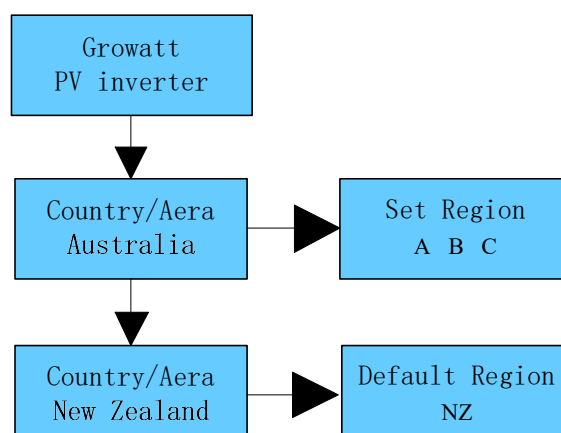 Growatt
PV inverter
Country/Aera
Australia
Set Region
A B C
Country/Aera
New Zealand
Default Region
NZ